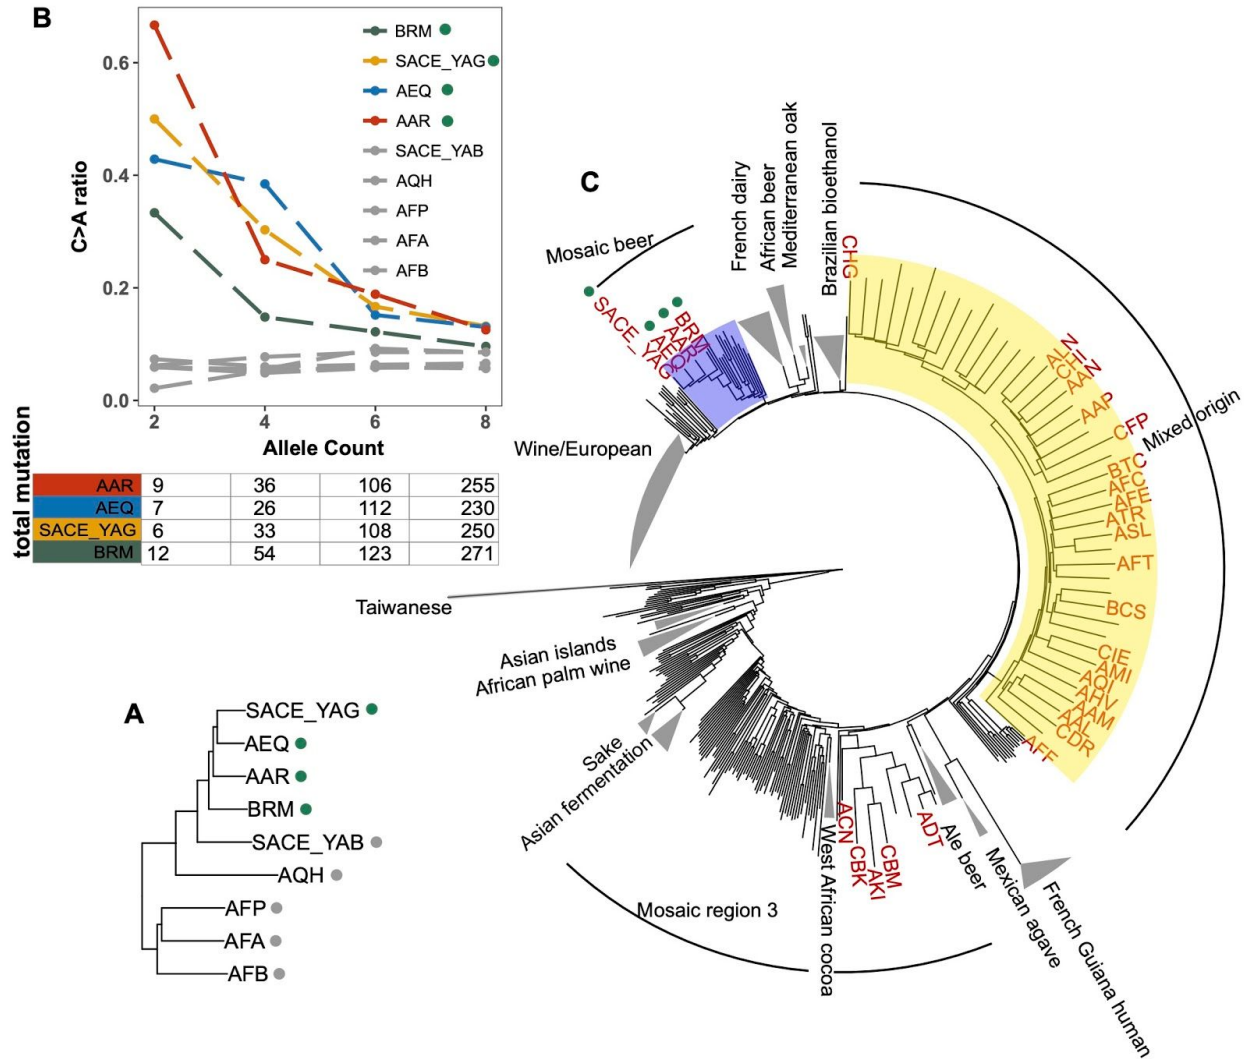 B
C>A ratio
0.6
0.4
0.2
0.0
2 4 6 8
Allele Count
BRM
SACE_YAG
AEQ
AAR
SACE_YAB
AQH
AFP
AFA
AFB
total mutation
AAR 9 36 106 255
AEQ 7 26 112 230
SACE_YAG 6 33 108 250
BRM 12 54 123 271
A
SACE_YAG
AEQ
AAR
BRM
SACE_YAB
AQH
AFP
AFA
AFB
C
Mosaic beer
SACE_YAG
AEQ
AAR
BRM
French dairy
African beer
Mediterranean oak
Brazilian bioethanol
CHG
AAP
CFP
Mixed origin
BTC
AFC
AFE
ATR
ASL
AFT
BCS
CIE
AMI
AQI
AHV
AAM
AAL
CDR
AFF
Wine/European
Taiwanese
Asian islands
African palm wine
Sake
Asian fermentation
Mosaic region 3
West African cocoa
ACN
CBK
AKI
CBM
ADT
Ale beer
Mexican agave
French Guiana human